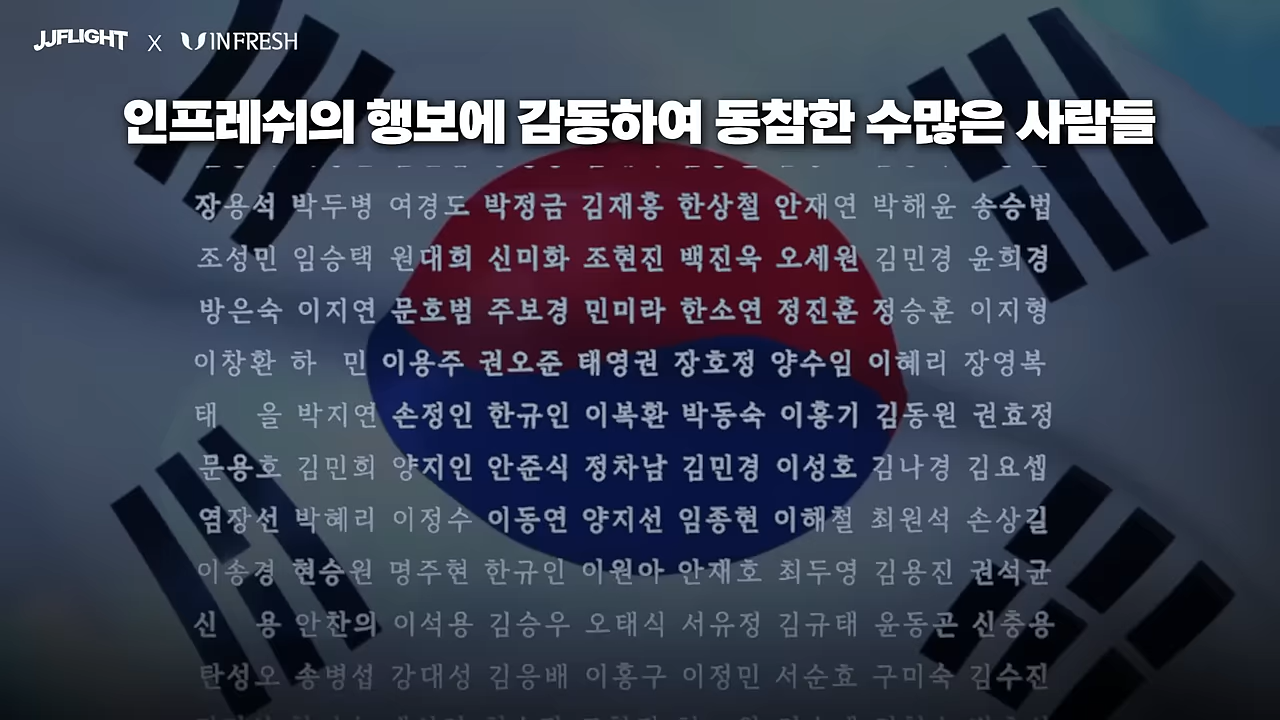 JJFLIGHT X INFRESH
인프레쉬의 행보에 감동하여 동참한 수많은 사람들
장용석 박두병 여경도 박정금 김재홍 한상철 안재연 박해윤 송승법
조성민 임승택 원대희 신미화 조현진 백진욱 오세원 김민경 윤희경
방은숙 이지연 문호범 주보경 민미라 한소연 정진훈 정승훈 이지형
이창환 하 민 이용주 권오준 태영권 장호정 양수임 이혜리 장영복
태 을 박지연 손정인 한규인 이복환 박동숙 이홍기 김동원 권효정
문용호 김민희 양지인 안준식 정차남 김민경 이성호 김나경 김요셉
염장선 박혜리 이정수 이동연 양지선 임종현 이해철 최원석 손상길
이송경 현승원 명주현 한규인 이원아 안재호 최두영 김용진 권석균
신 용 안찬의 이석용 김승우 오태식 서유정 김규태 윤동곤 신충용
탄성오 송병섭 강대성 김응배 이홍구 이정민 서순효 구미숙 김수진